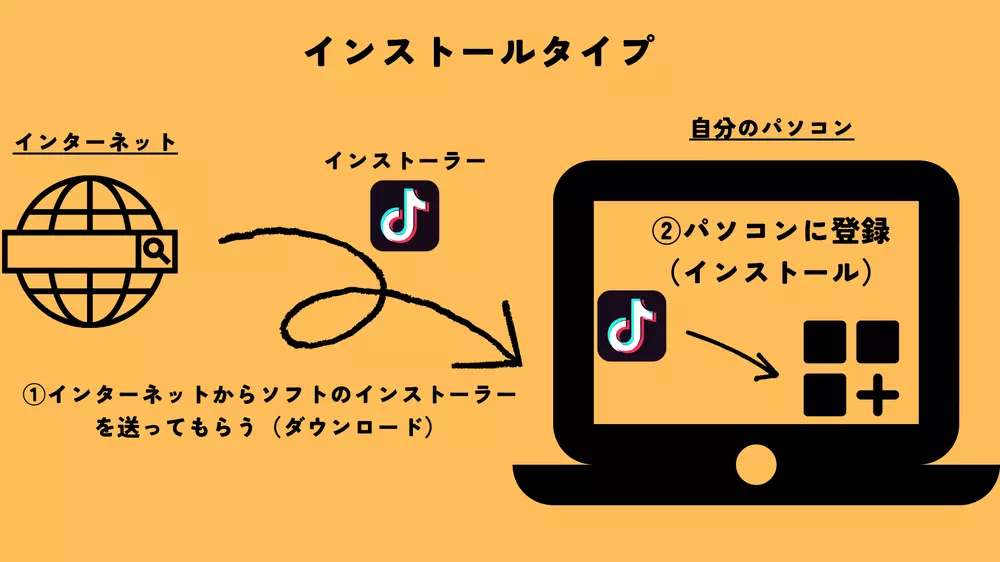 インストールタイプ
インターネット
インストーラー
自分のパソコン
②パソコンに登録
（インストール）
①インターネットからソフトのインストーラー
を送ってもらう（ダウンロード）